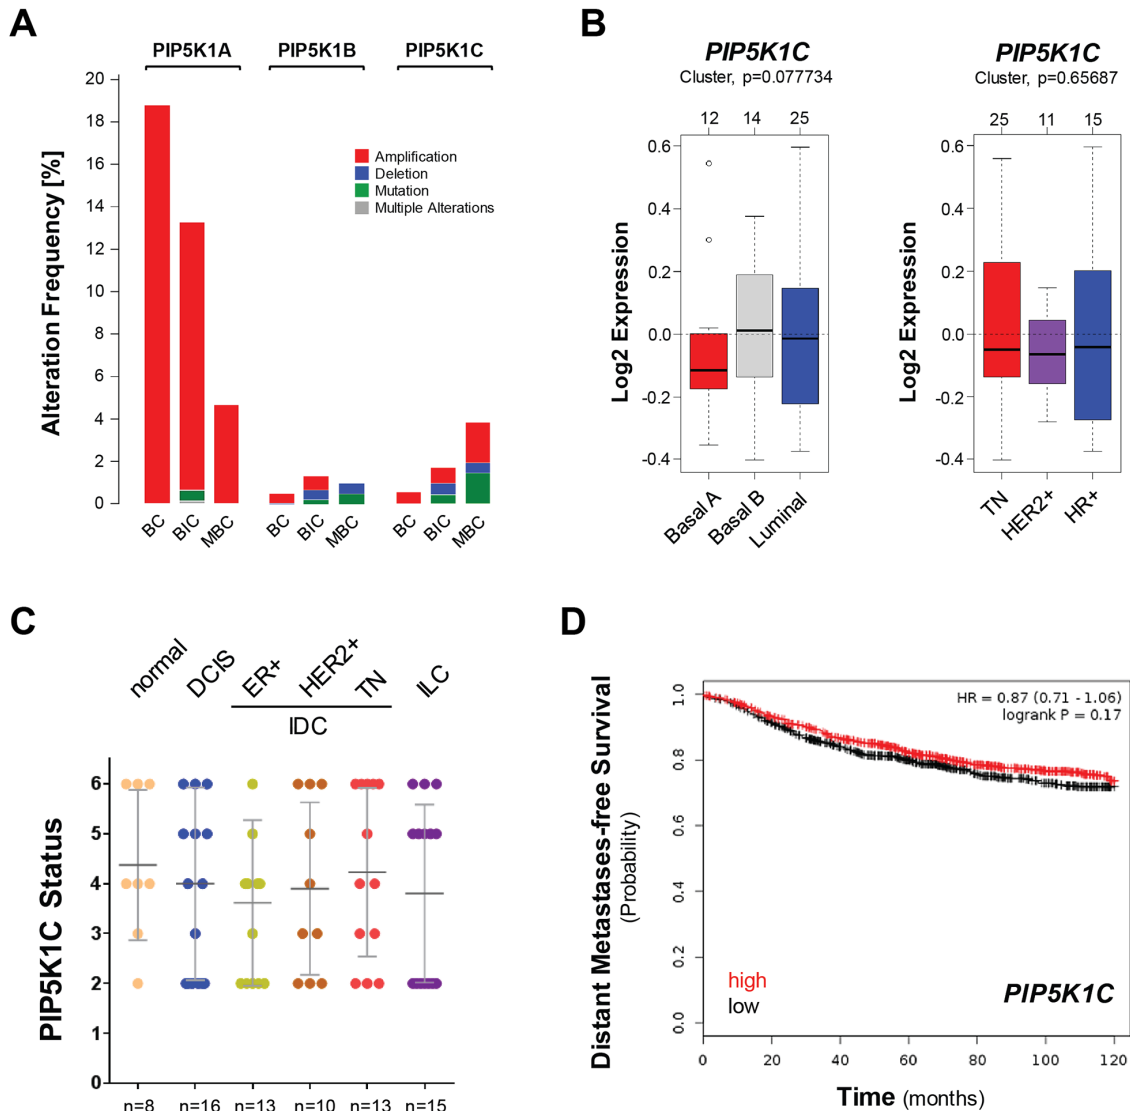 A
PIP5K1A PIP5K1B PIP5K1C
20
18
16
14
12
10
8
6
4
2
0
Alteration Frequency [%]
Amplification
Deletion
Mutation
Multiple Alterations
BC BIC MBC BC BIC MBC BC BIC MBC
B
PIP5K1C
Cluster, p=0.077734
12 14 25
0.6
0.4
0.2
0.0
-0.2
-0.4
Log2 Expression
Basal A Basal B Luminal
PIP5K1C
Cluster, p=0.65687
25 11 15
0.6
0.4
0.2
0.0
-0.2
-0.4
Log2 Expression
TN HER2+ HR+
C
normal DCIS ER+ HER2+ TN ILC
IDC
6
5
4
3
2
1
0
PIP5K1C Status
n=8 n=16 n=13 n=10 n=13 n=15
D
HR = 0.87 (0.71 - 1.06)
logrank P = 0.17
1.0
0.8
0.6
0.4
0.2
0.0
Distant Metastases-free Survival
(Probability)
high
low
PIP5K1C
0 20 40 60 80 100 120
Time (months)